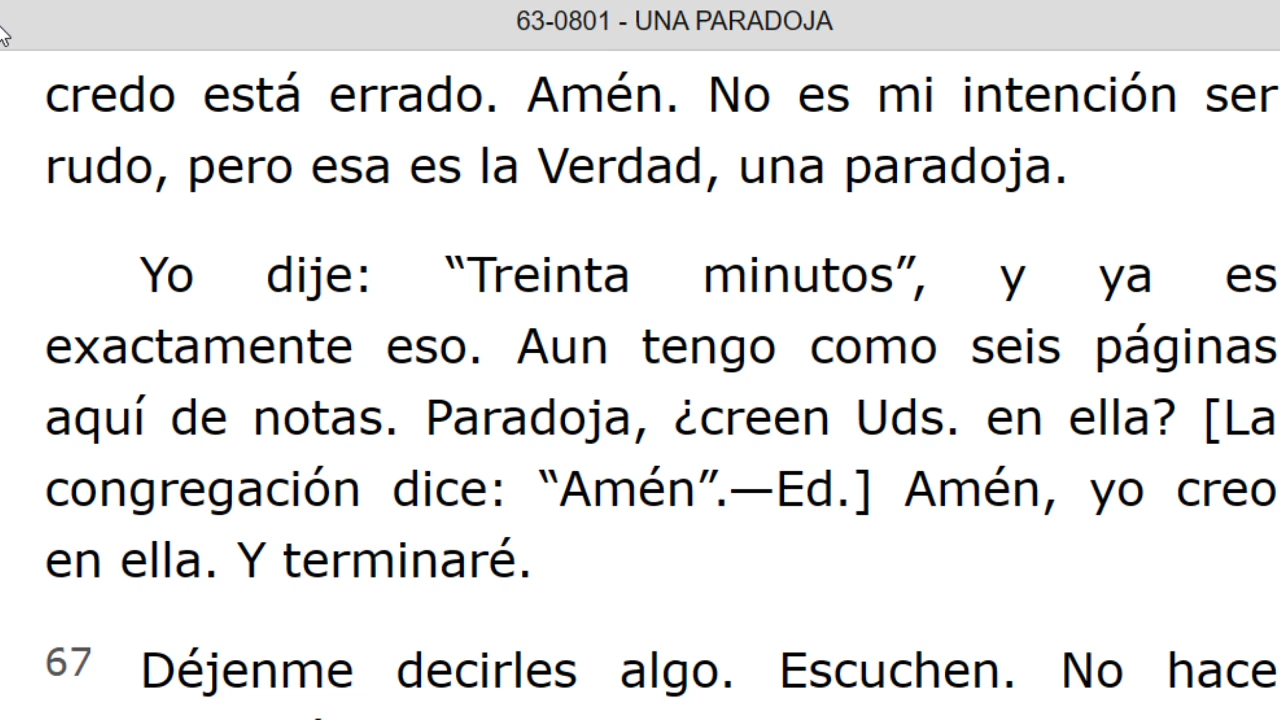 63-0801 - UNA PARADOJA
credo está errado. Amén. No es mi intención ser
rudo, pero esa es la Verdad, una paradoja.
Yo dije: “Treinta minutos”, y ya es
exactamente eso. Aun tengo como seis páginas
aquí de notas. Paradoja, ¿creen Uds. en ella? [La
congregación dice: “Amén”.—Ed.] Amén, yo creo
en ella. Y terminaré.
67 Déjenme decirles algo. Escuchen. No hace